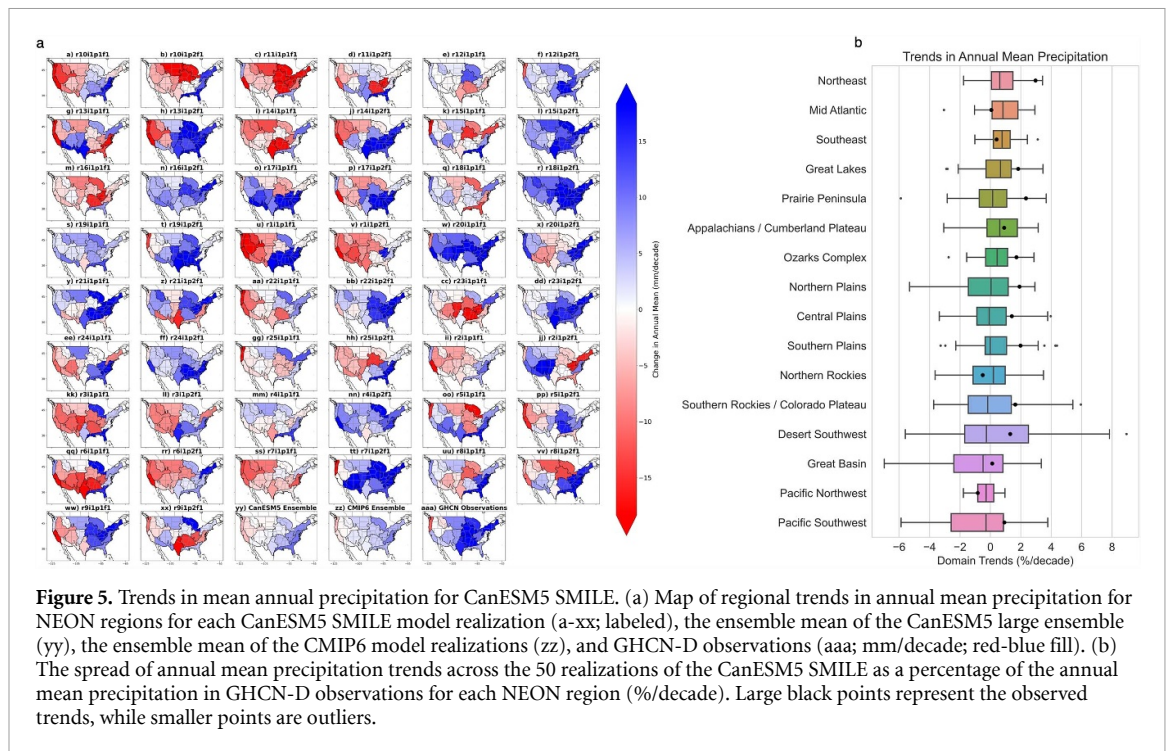 a
a) r10i1p1f1
b) r10i1p2f1
c) r11i1p1f1
d) r11i1p2f1
e) r12i1p1f1
f) r12i1p2f1
g) r13i1p1f1
h) r13i1p2f1
i) r14i1p1f1
j) r14i1p2f1
k) r15i1p1f1
l) r15i1p2f1
m) r16i1p1f1
n) r16i1p2f1
o) r17i1p1f1
p) r17i1p2f1
q) r18i1p1f1
r) r18i1p2f1
s) r19i1p1f1
t) r19i1p2f1
u) r1i1p1f1
v) r1i1p2f1
w) r20i1p1f1
x) r20i1p2f1
y) r21i1p1f1
z) r21i1p2f1
aa) r22i1p1f1
bb) r22i1p2f1
cc) r23i1p1f1
dd) r23i1p2f1
ee) r24i1p1f1
ff) r24i1p2f1
gg) r25i1p1f1
hh) r25i1p2f1
ii) r2i1p1f1
jj) r2i1p2f1
kk) r3i1p1f1
ll) r3i1p2f1
mm) r4i1p1f1
nn) r4i1p2f1
oo) r5i1p1f1
pp) r5i1p2f1
qq) r6i1p1f1
rr) r6i1p2f1
ss) r7i1p1f1
tt) r7i1p2f1
uu) r8i1p1f1
vv) r8i1p2f1
ww) r9i1p1f1
xx) r9i1p2f1
yy) CanESM5 Ensemble
zz) CMIP6 Ensemble
aaa) GHCN Observations
15
10
5
0
−5
−10
−15
Change in Annual Mean (mm/decade)
b
Trends in Annual Mean Precipitation
Northeast
Mid Atlantic
Southeast
Great Lakes
Prairie Peninsula
Appalachians / Cumberland Plateau
Ozarks Complex
Northern Plains
Central Plains
Southern Plains
Northern Rockies
Southern Rockies / Colorado Plateau
Desert Southwest
Great Basin
Pacific Northwest
Pacific Southwest
−6 −4 −2 0 2 4 6 8
Domain Trends (%/decade)
Figure 5. Trends in mean annual precipitation for CanESM5 SMILE. (a) Map of regional trends in annual mean precipitation for
NEON regions for each CanESM5 SMILE model realization (a-xx; labeled), the ensemble mean of the CanESM5 large ensemble
(yy), the ensemble mean of the CMIP6 model realizations (zz), and GHCN-D observations (aaa; mm/decade; red-blue fill). (b)
The spread of annual mean precipitation trends across the 50 realizations of the CanESM5 SMILE as a percentage of the annual
mean precipitation in GHCN-D observations for each NEON region (%/decade). Large black points represent the observed
trends, while smaller points are outliers.